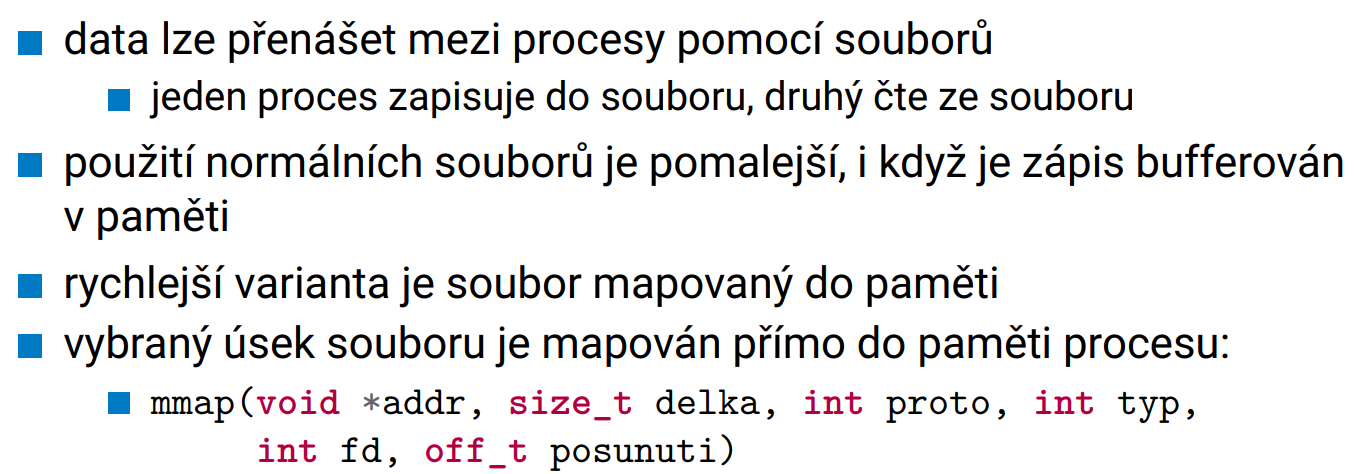 data lze přenášet mezi procesy pomocí souborů
jeden proces zapisuje do souboru, druhý čte ze souboru
použití normálních souborů je pomalejší, i když je zápis bufferován
v paměti
rychlejší varianta je soubor mapovaný do paměti
vybraný úsek souboru je mapován přímo do paměti procesu:
mmap(void *addr, size_t delka, int proto, int typ,
int fd, off_t posunuti)